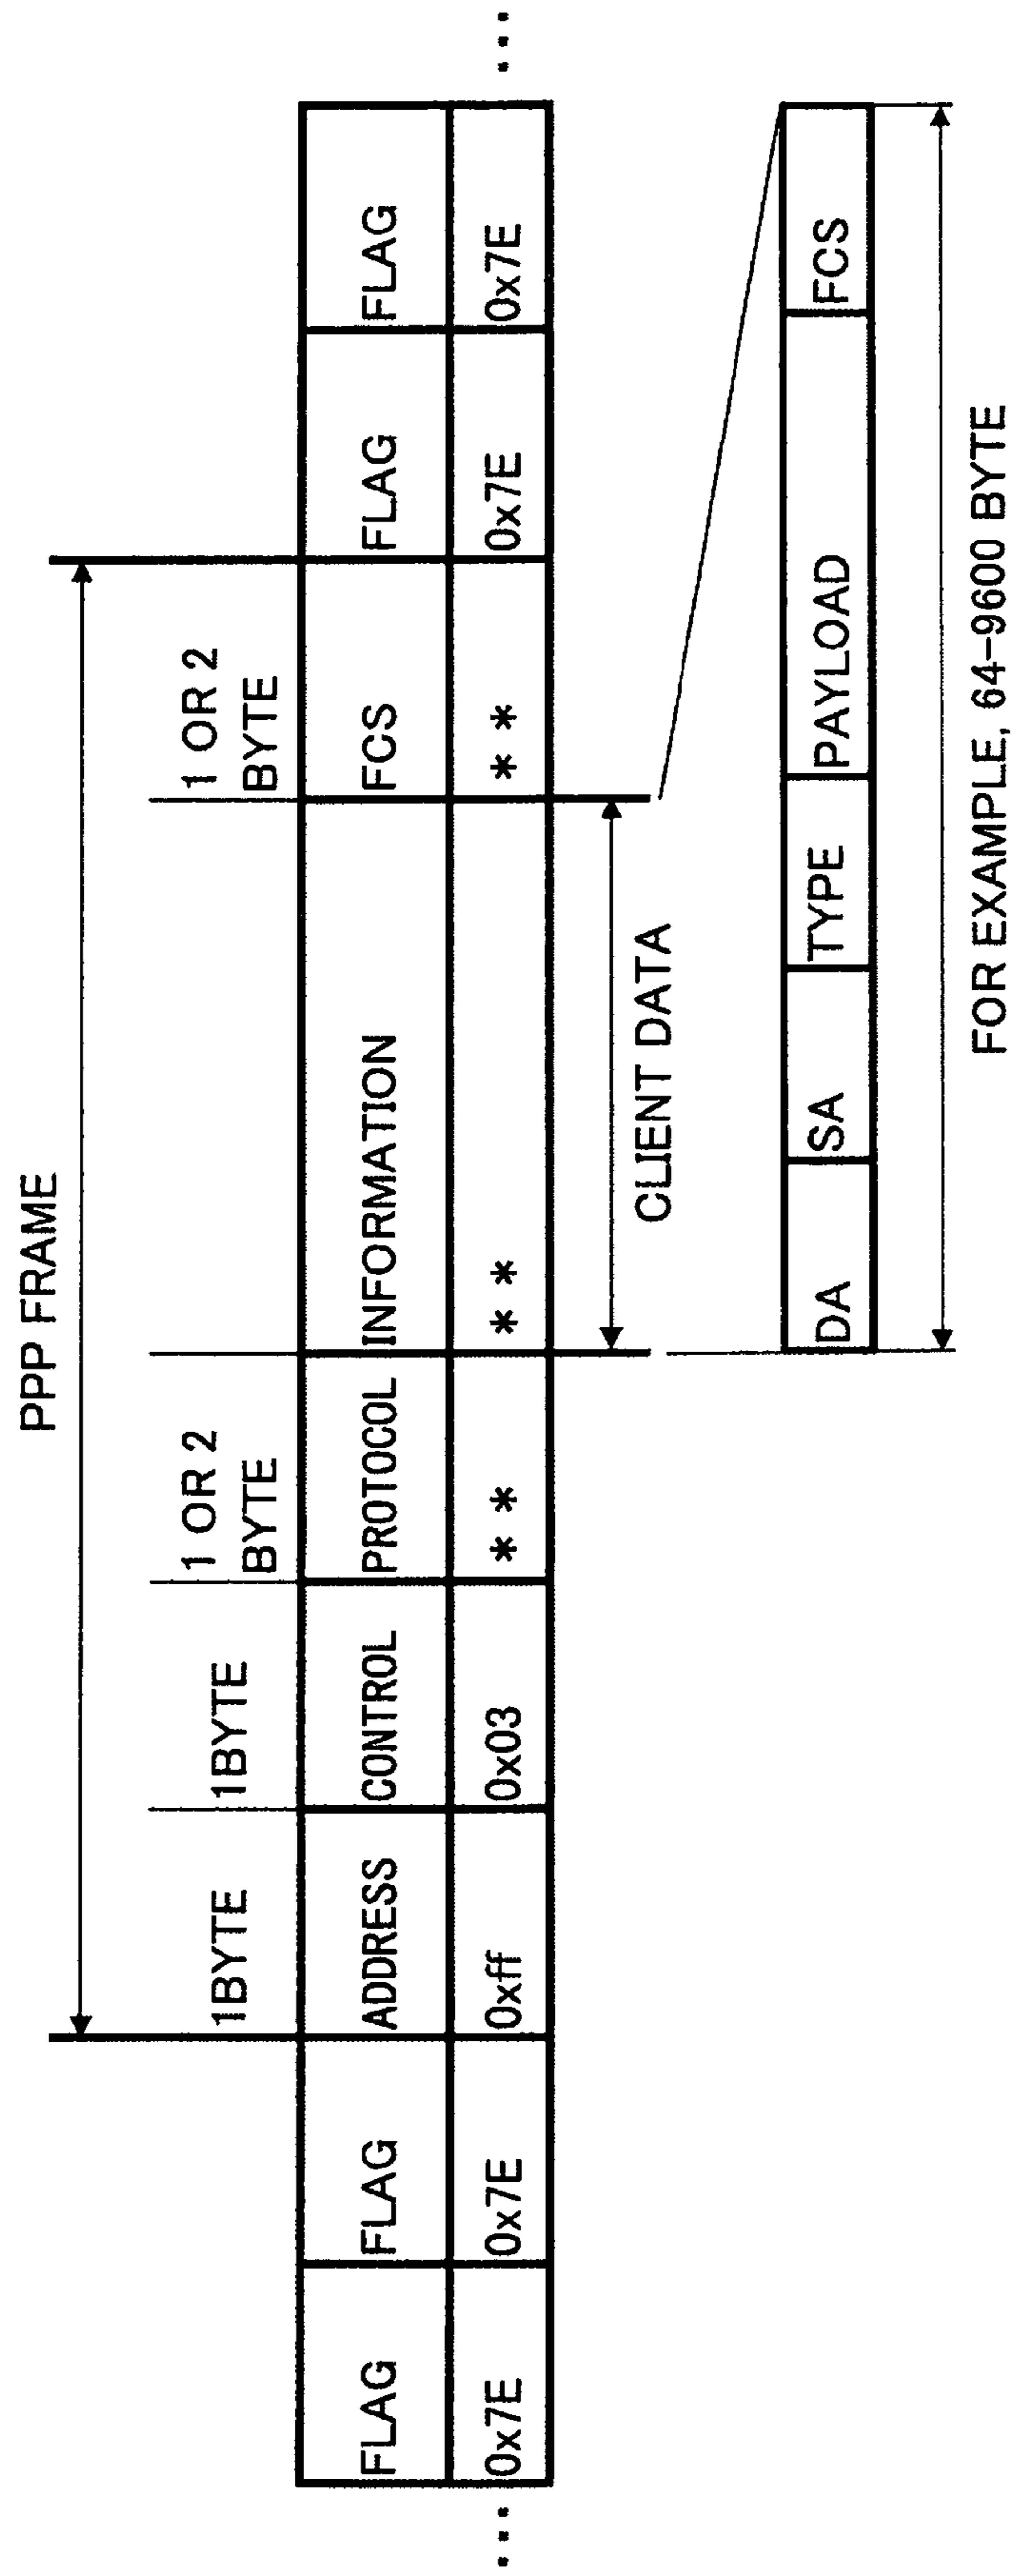 PPP FRAME
1BYTE
1BYTE
1 OR 2
BYTE
1 OR 2
BYTE
FLAG FLAG ADDRESS CONTROL PROTOCOL INFORMATION FCS FLAG FLAG
... 0x7E 0x7E 0xff 0x03 ** ** ** 0x7E 0x7E ...
CLIENT DATA
DA SA TYPE PAYLOAD FCS
FOR EXAMPLE, 64-9600 BYTE